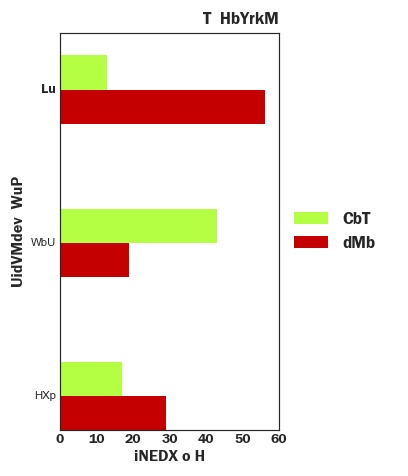 T HbYrkM
Lu
WbU
HXp
UidVMdev WuP
0 10 20 30 40 50 60
iNEDX o H
CbT
dMb